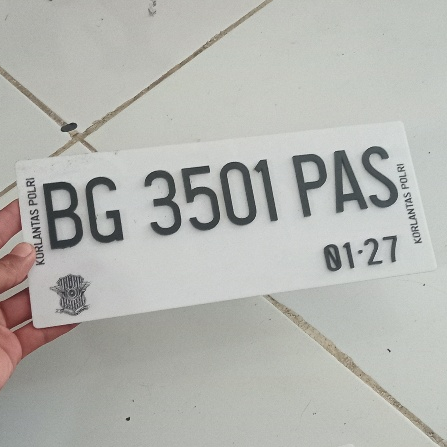 KORLANTAS POLRI
BG 3501 PAS
KORLANTAS POLRI
01·27